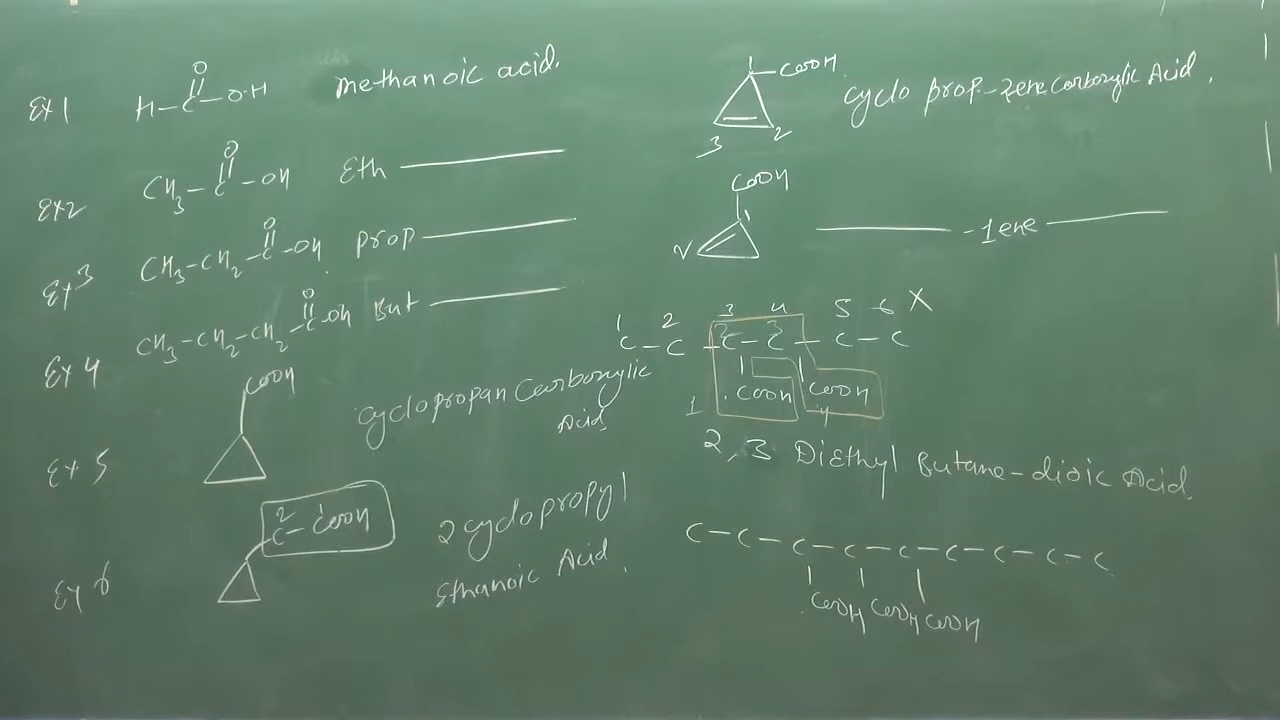 Ex 1 H-C-O-H O methanoic acid.
Ex 2 CH3-C-OH O Eth
Ex 3 CH3-CH2-C-OH O Prop
Ex 4 CH3-CH2-CH2-C-OH O But
Ex 5 COOH Cyclopropan Carboxylic
Acid
Ex 6 2 1 C-COOH 2 cyclopropyl
Ethanoic Acid.
1 COOH Cyclo prop-2ene Carboxylic Acid.
3 2
COOH
1
2 -1ene
1 2 3 4 5 6 X
C-C-C-C-C-C
2 3
COOH COOH
1 4
2,3 Diethyl Butane-dioic Acid
C-C-C-C-C-C-C-C-C
COOH COOH COOH